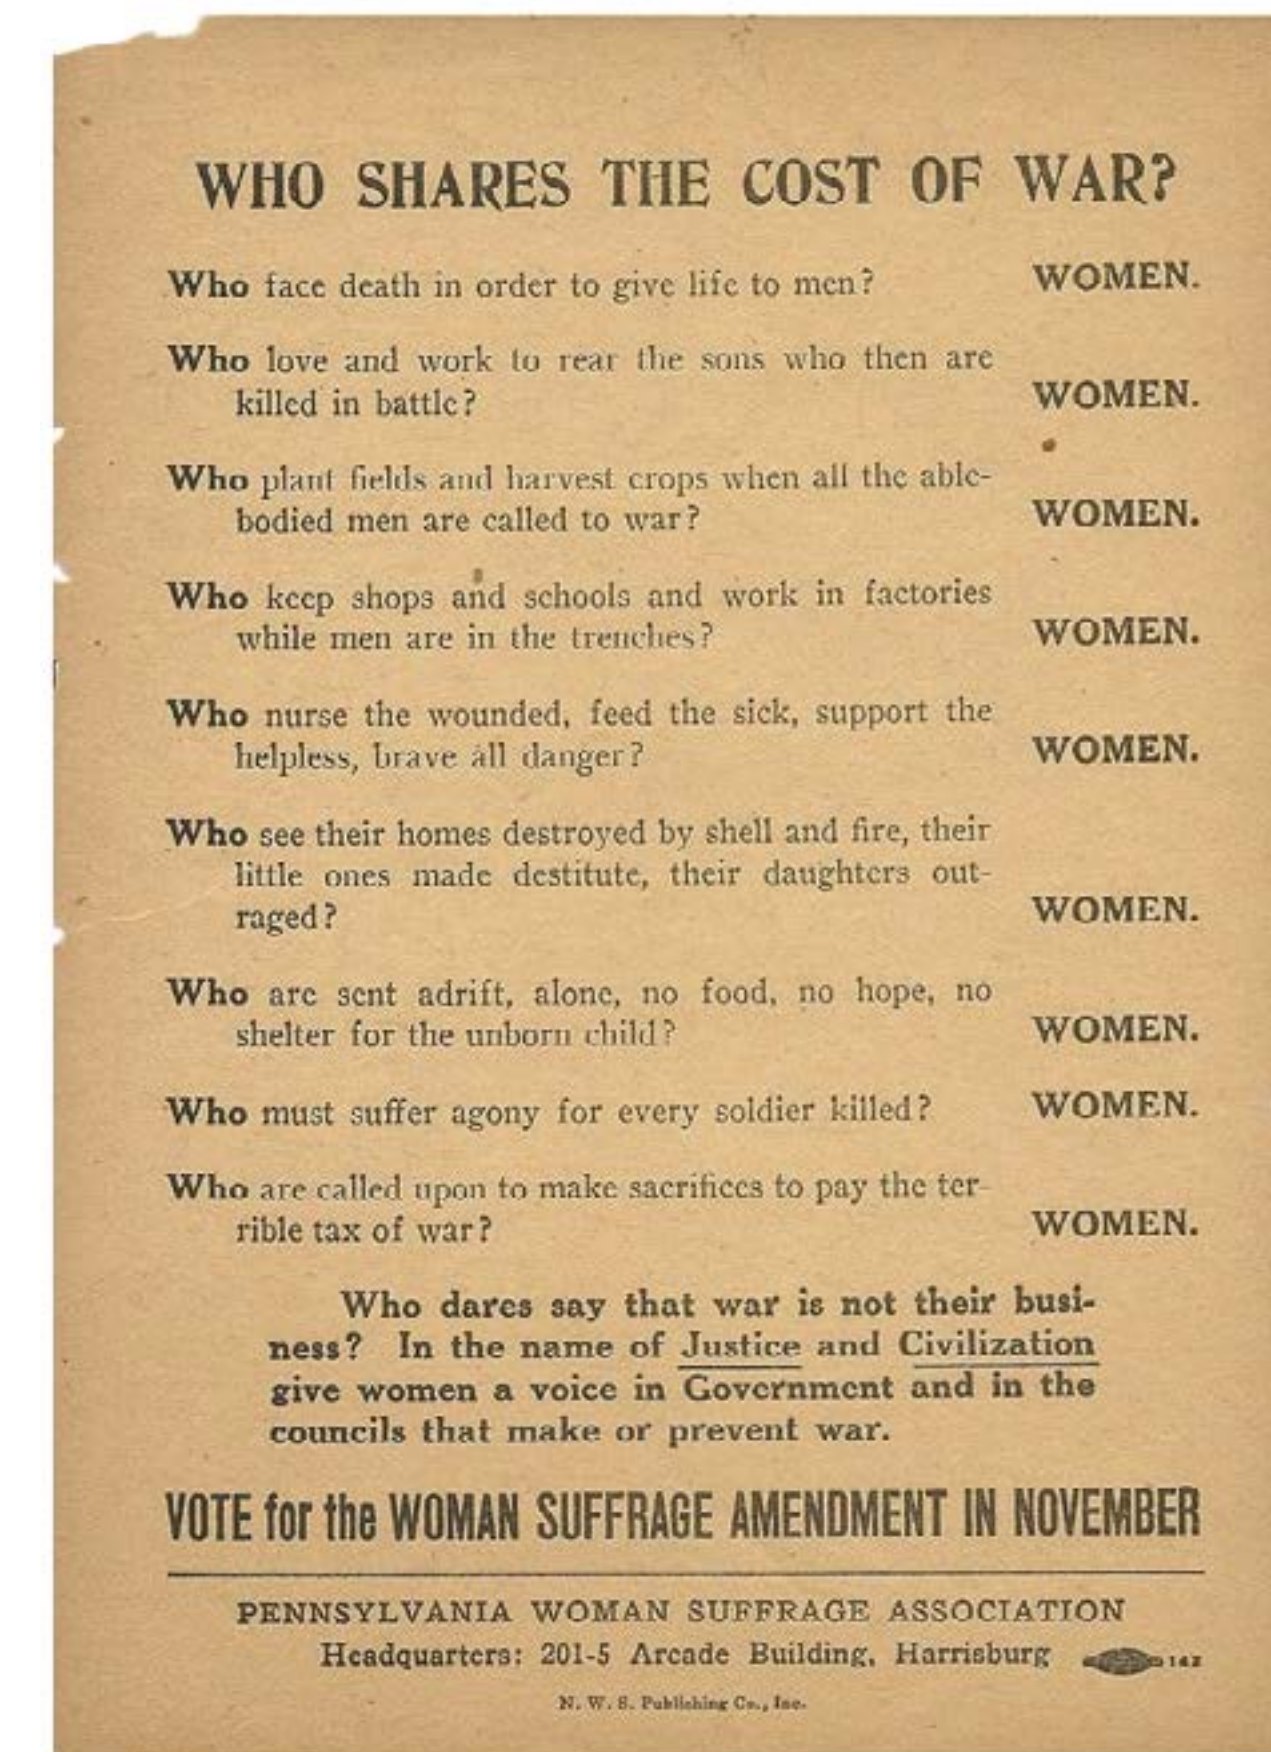 WHO SHARES THE COST OF WAR?
Who face death in order to give life to men? WOMEN.
Who love and work to rear the sons who then are
killed in battle? WOMEN.
Who plant fields and harvest crops when all the able-
bodied men are called to war? WOMEN.
Who keep shops and schools and work in factories
while men are in the trenches? WOMEN.
Who nurse the wounded, feed the sick, support the
helpless, brave all danger? WOMEN.
Who see their homes destroyed by shell and fire, their
little ones made destitute, their daughters out-
raged? WOMEN.
Who are sent adrift, alone, no food, no hope, no
shelter for the unborn child? WOMEN.
Who must suffer agony for every soldier killed? WOMEN.
Who are called upon to make sacrifices to pay the ter-
rible tax of war? WOMEN.
Who dares say that war is not their busi-
ness? In the name of Justice and Civilization
give women a voice in Government and in the
councils that make or prevent war.
VOTE for the WOMAN SUFFRAGE AMENDMENT IN NOVEMBER
PENNSYLVANIA WOMAN SUFFRAGE ASSOCIATION
Headquarters: 201-5 Arcade Building, Harrisburg 142
N. W. S. Publishing Co., Inc.